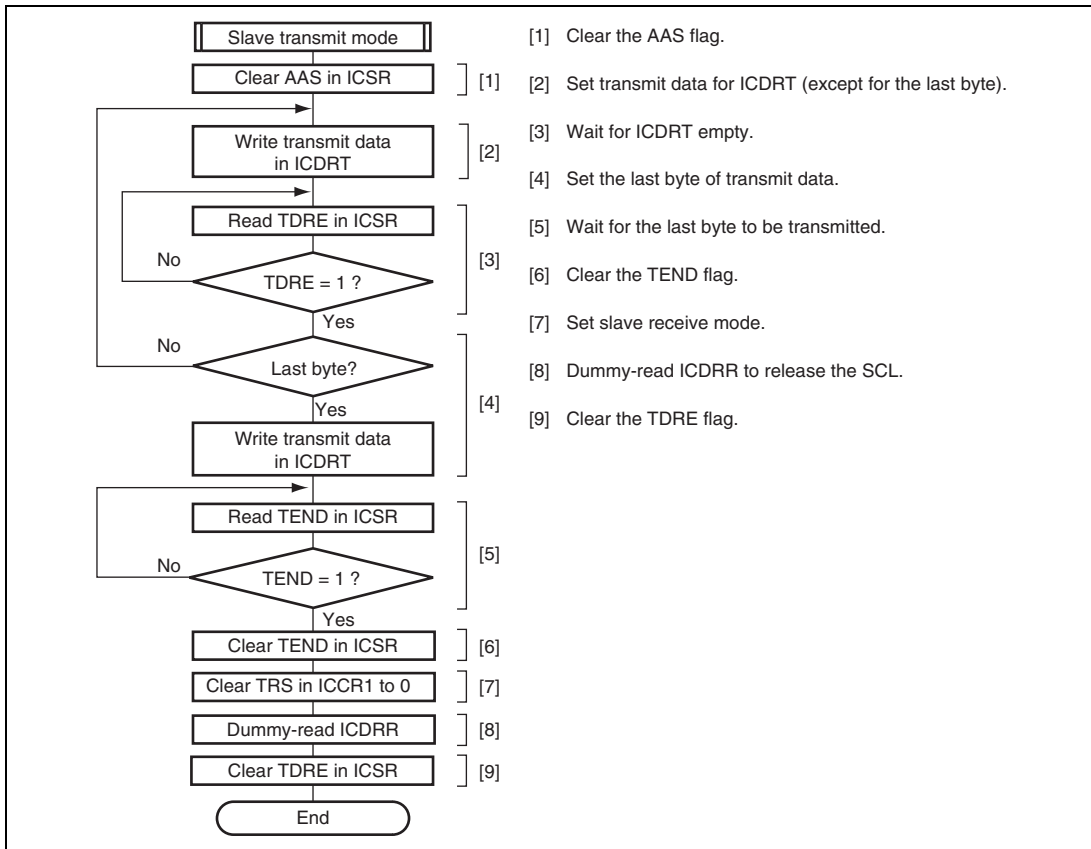 Slave transmit mode
Clear AAS in ICSR
[1]
Write transmit data
in ICDRT
[2]
Read TDRE in ICSR
No
TDRE = 1 ?
[3]
Yes
No
Last byte?
[4]
Yes
Write transmit data
in ICDRT
Read TEND in ICSR
No
TEND = 1 ?
[5]
Yes
Clear TEND in ICSR
[6]
Clear TRS in ICCR1 to 0
[7]
Dummy-read ICDRR
[8]
Clear TDRE in ICSR
[9]
End
[1] Clear the AAS flag.
[2] Set transmit data for ICDRT (except for the last byte).
[3] Wait for ICDRT empty.
[4] Set the last byte of transmit data.
[5] Wait for the last byte to be transmitted.
[6] Clear the TEND flag.
[7] Set slave receive mode.
[8] Dummy-read ICDRR to release the SCL.
[9] Clear the TDRE flag.